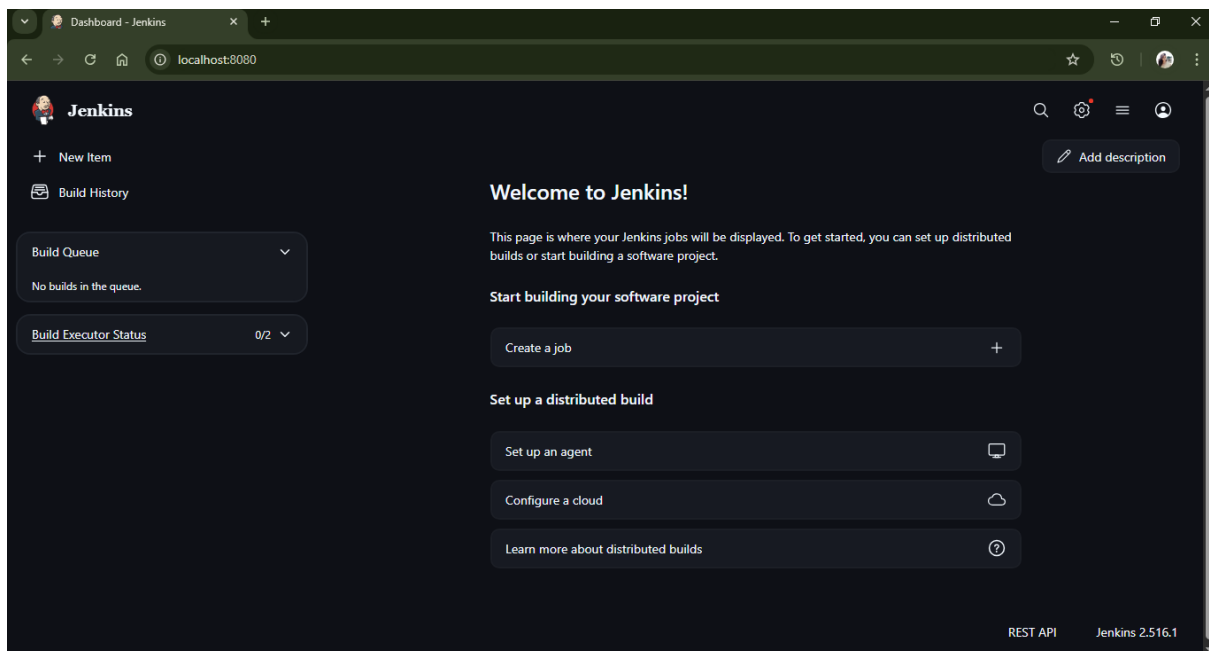 Dashboard - Jenkins
localhost:8080
Jenkins
New Item
Add description
Build History
Welcome to Jenkins!
This page is where your Jenkins jobs will be displayed. To get started, you can set up distributed
builds or start building a software project.
Build Queue
No builds in the queue.
Start building your software project
Build Executor Status
0/2
Create a job
Set up a distributed build
Set up an agent
Configure a cloud
Learn more about distributed builds
REST API
Jenkins 2.516.1